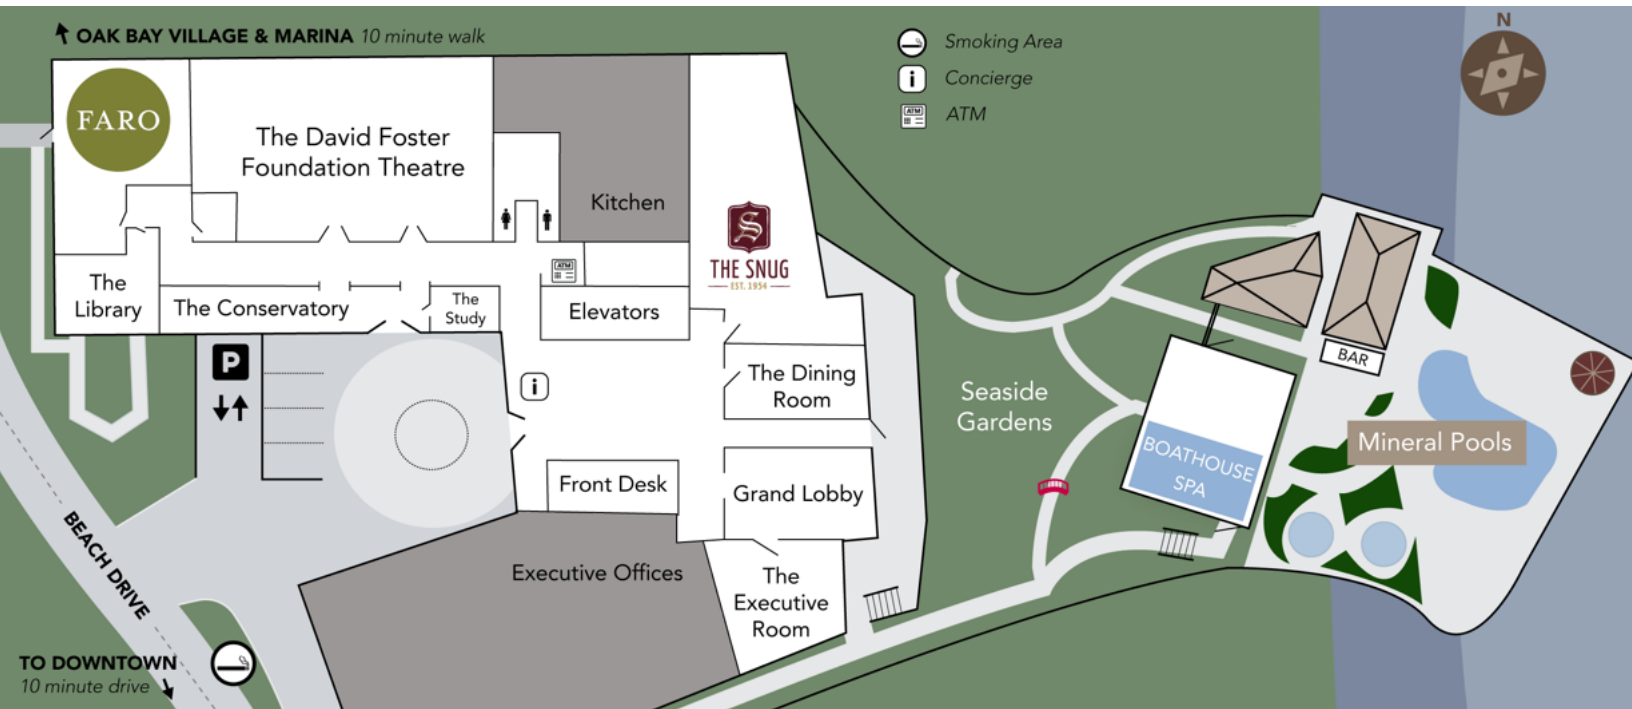 OAK BAY VILLAGE & MARINA 10 minute walk
N
Smoking Area
i Concierge
ATM ATM
FARO
The David Foster
Foundation Theatre
Kitchen
S
THE SNUG
EST. 1954
ATM
The
Library
The Conservatory
The
Study
Elevators
P
i
The Dining
Room
Seaside
Gardens
BAR
Mineral Pools
BOATHOUSE
SPA
Front Desk
Grand Lobby
Executive Offices
The
Executive
Room
BEACH DRIVE
TO DOWNTOWN
10 minute drive